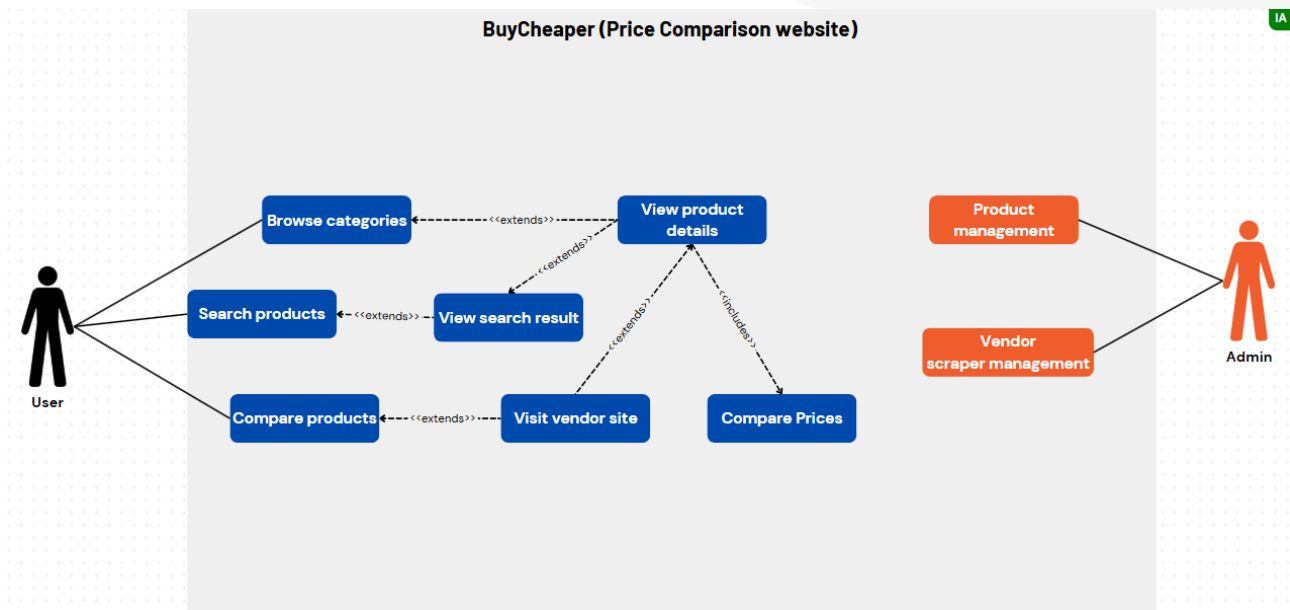 IA
BuyCheaper (Price Comparison website)
Browse categories
<<extends>>
View product
details
Product
management
<<extends>>
Search products
<<extends>>
View search result
<<extends>>
<<includes>>
Vendor
scraper management
Admin
User
Compare products
<<extends>>
Visit vendor site
Compare Prices